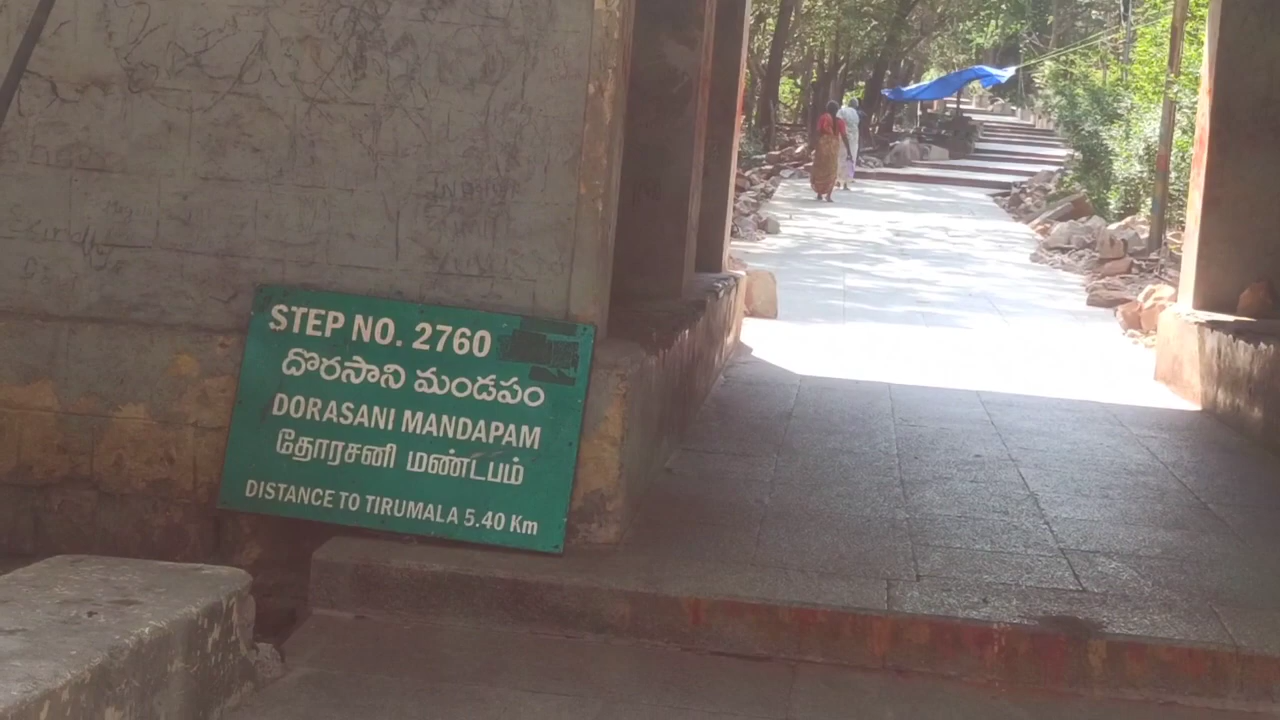 STEP NO. 2760
దొరసాని మండపం
DORASANI MANDAPAM
தோரசனி மண்டபம்
DISTANCE TO TIRUMALA 5.40 Km